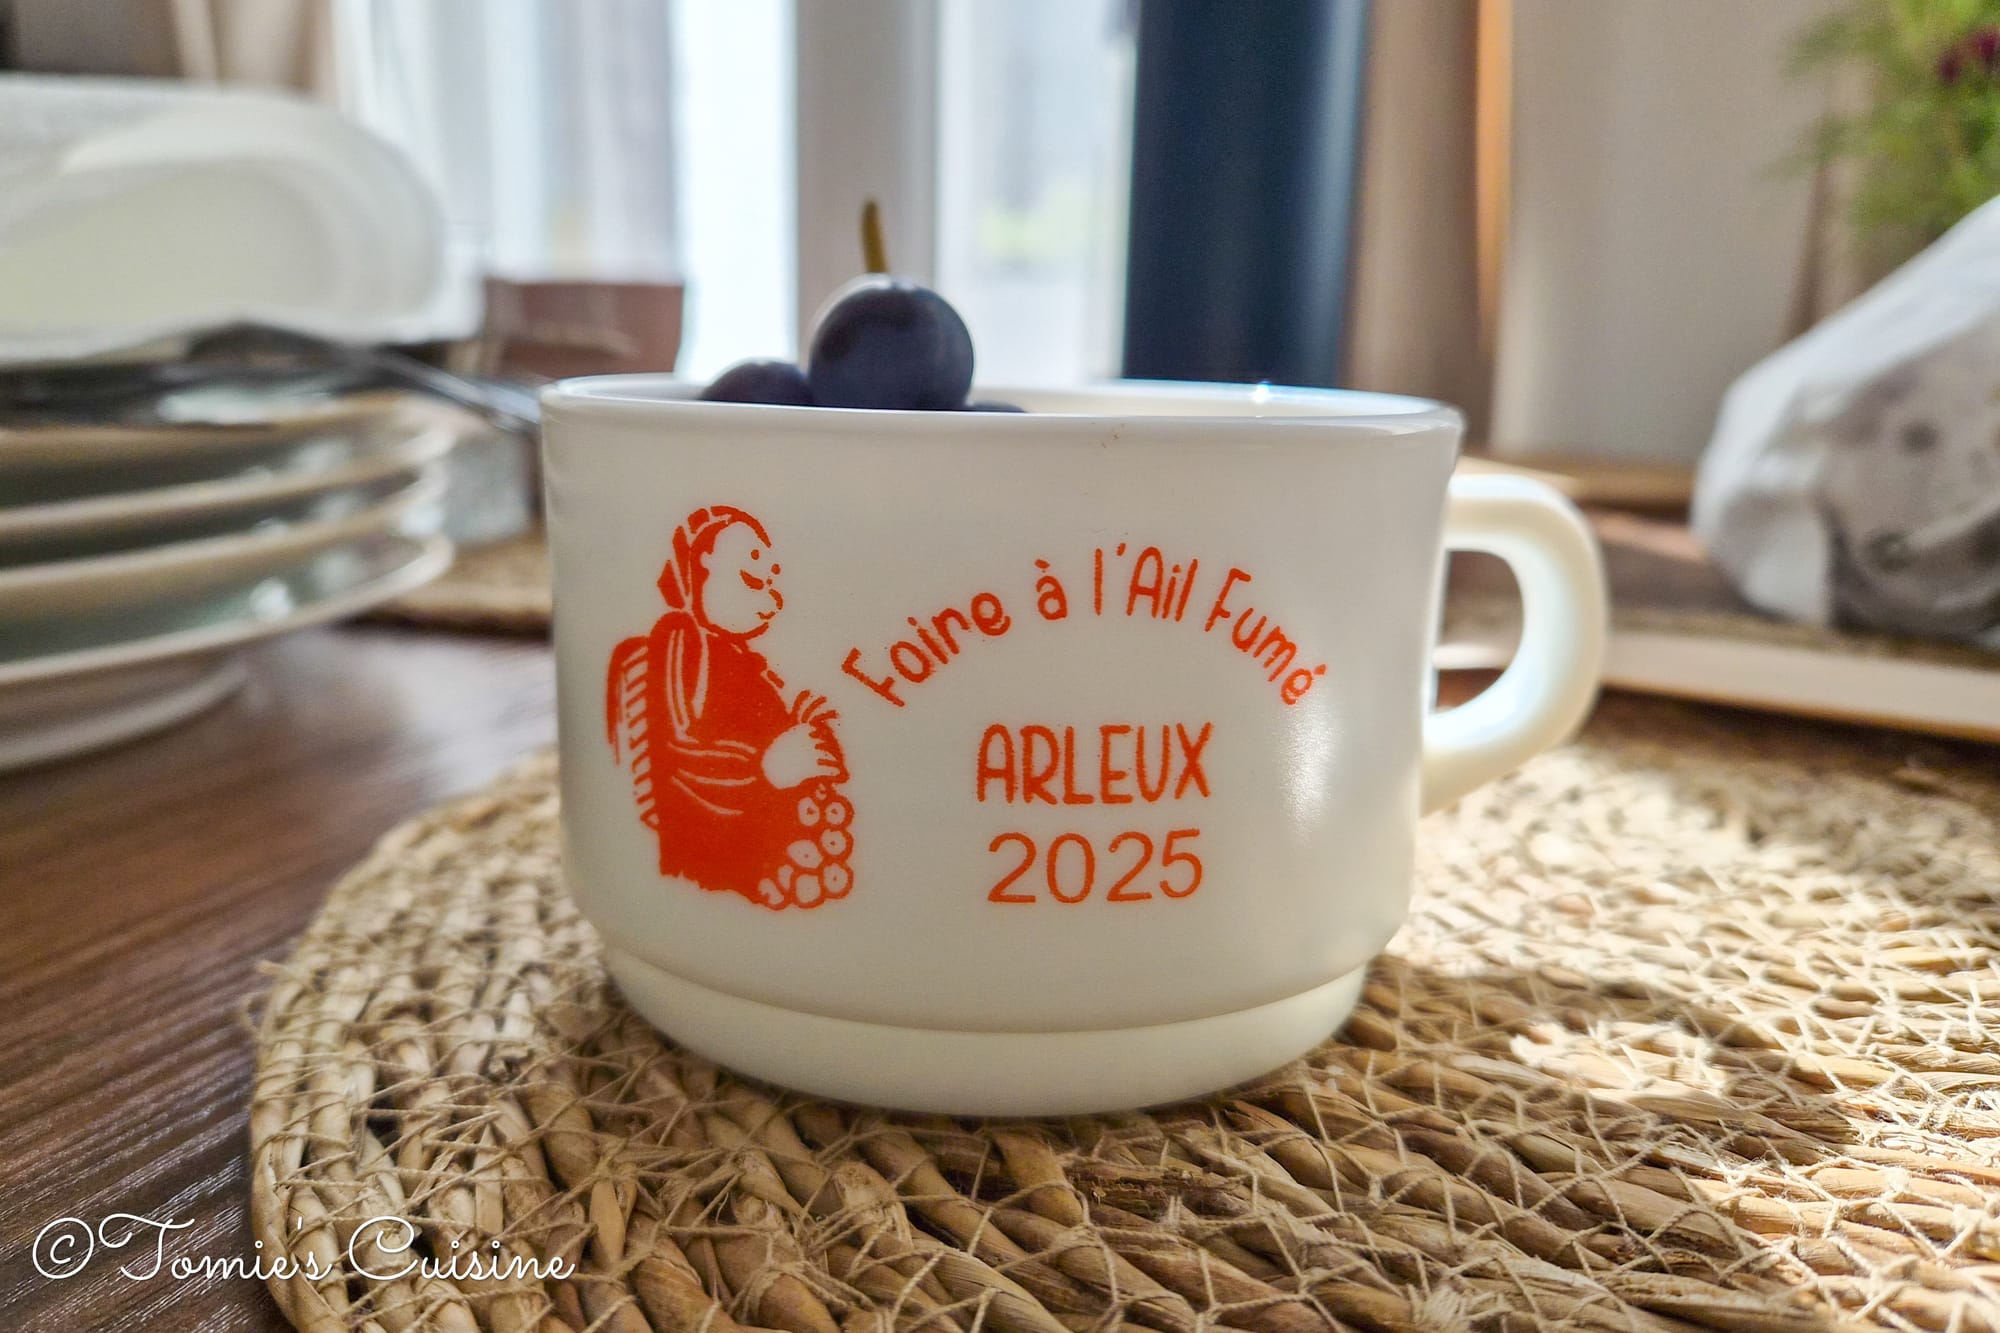 Foire à l'Ail Fumé
ARLEUX
2025
©Tomie's Cuisine